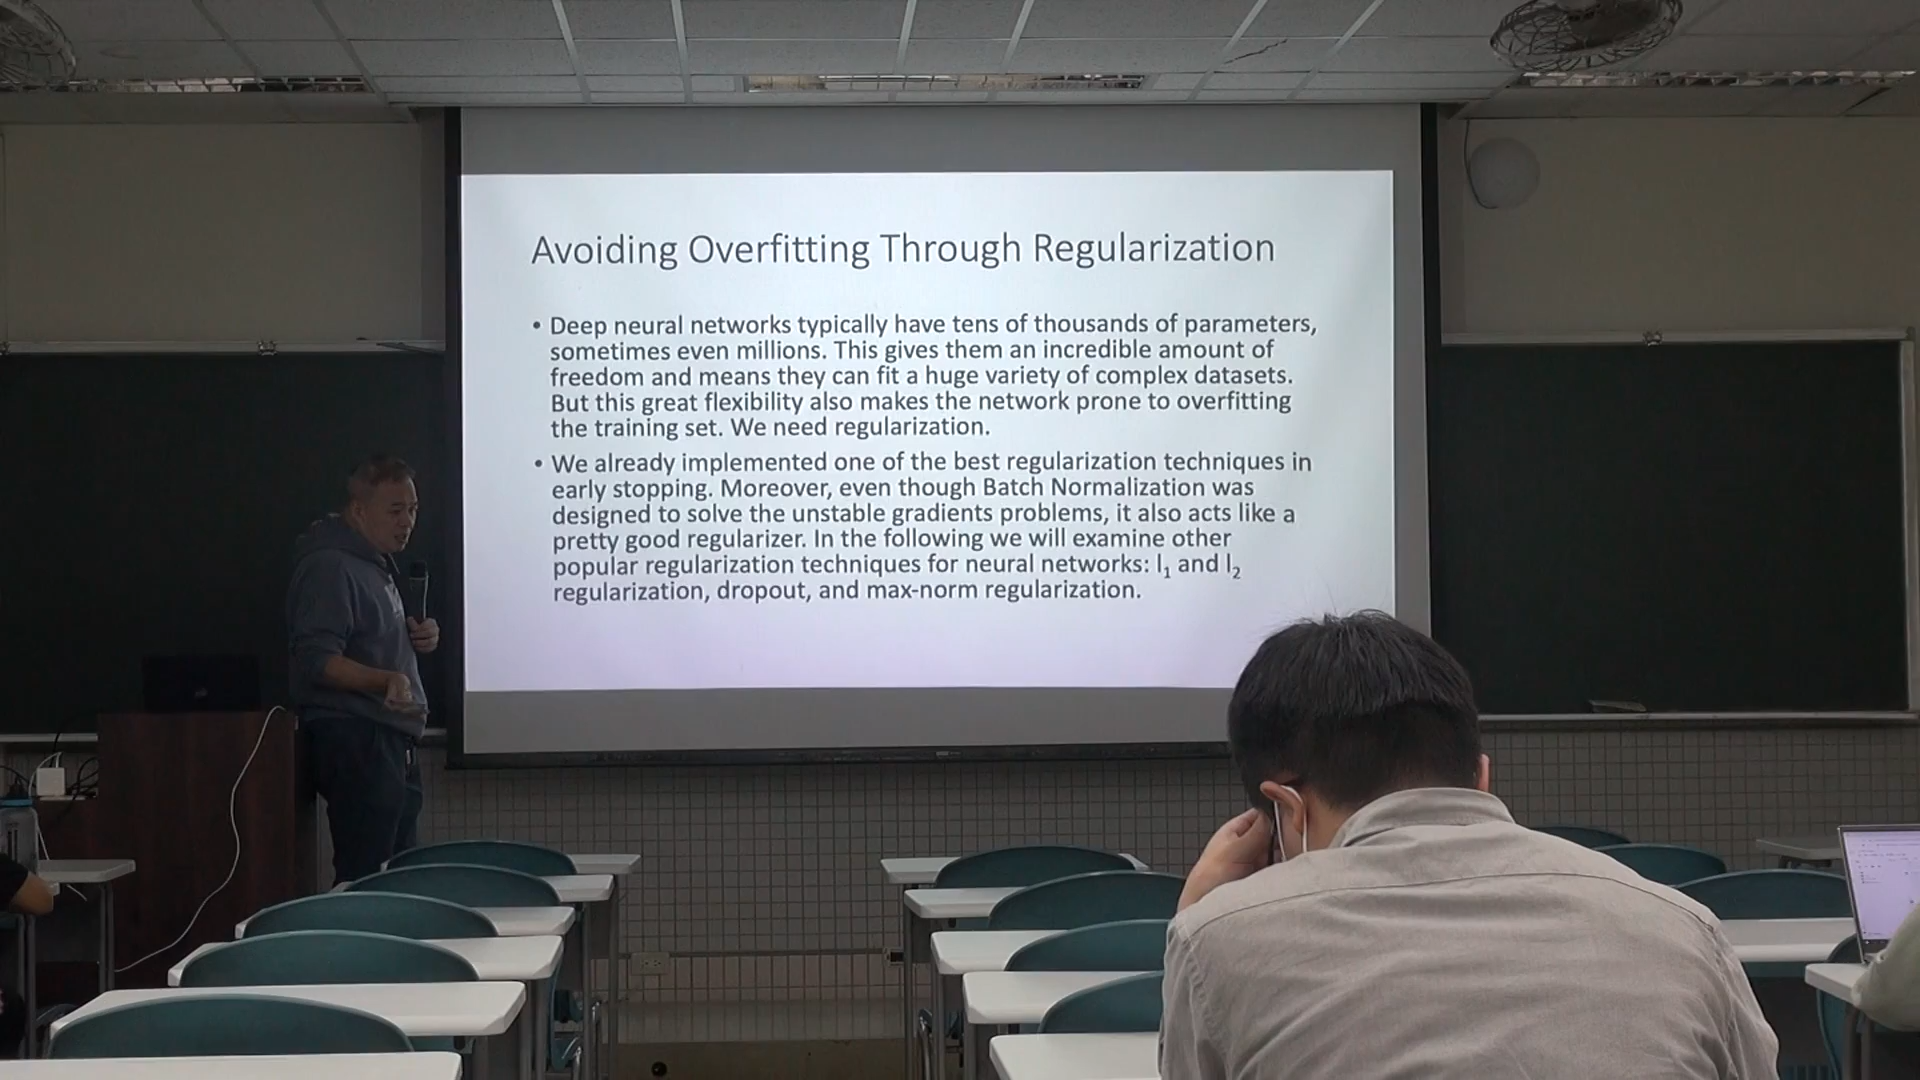 Avoiding Overfitting Through Regularization
• Deep neural networks typically have tens of thousands of parameters,
sometimes even millions. This gives them an incredible amount of
freedom and means they can fit a huge variety of complex datasets.
But this great flexibility also makes the network prone to overfitting
the training set. We need regularization.
• We already implemented one of the best regularization techniques in
early stopping. Moreover, even though Batch Normalization was
designed to solve the unstable gradients problems, it also acts like a
pretty good regularizer. In the following we will examine other
popular regularization techniques for neural networks: l₁ and l₂
regularization, dropout, and max-norm regularization.